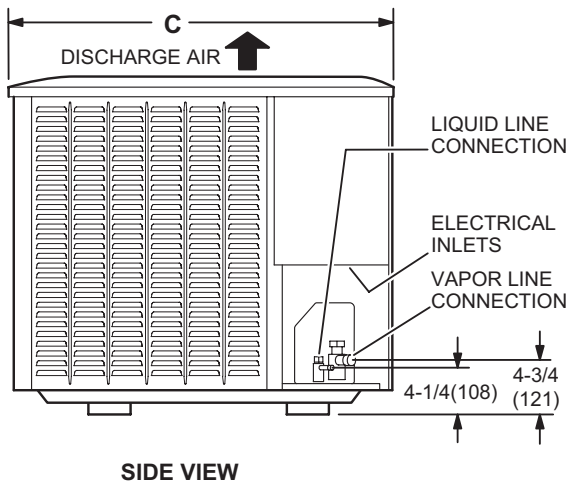 C
DISCHARGE AIR
LIQUID LINE
CONNECTION
ELECTRICAL
INLETS
VAPOR LINE
CONNECTION
4-1/4(108)
4-3/4
(121)
SIDE VIEW